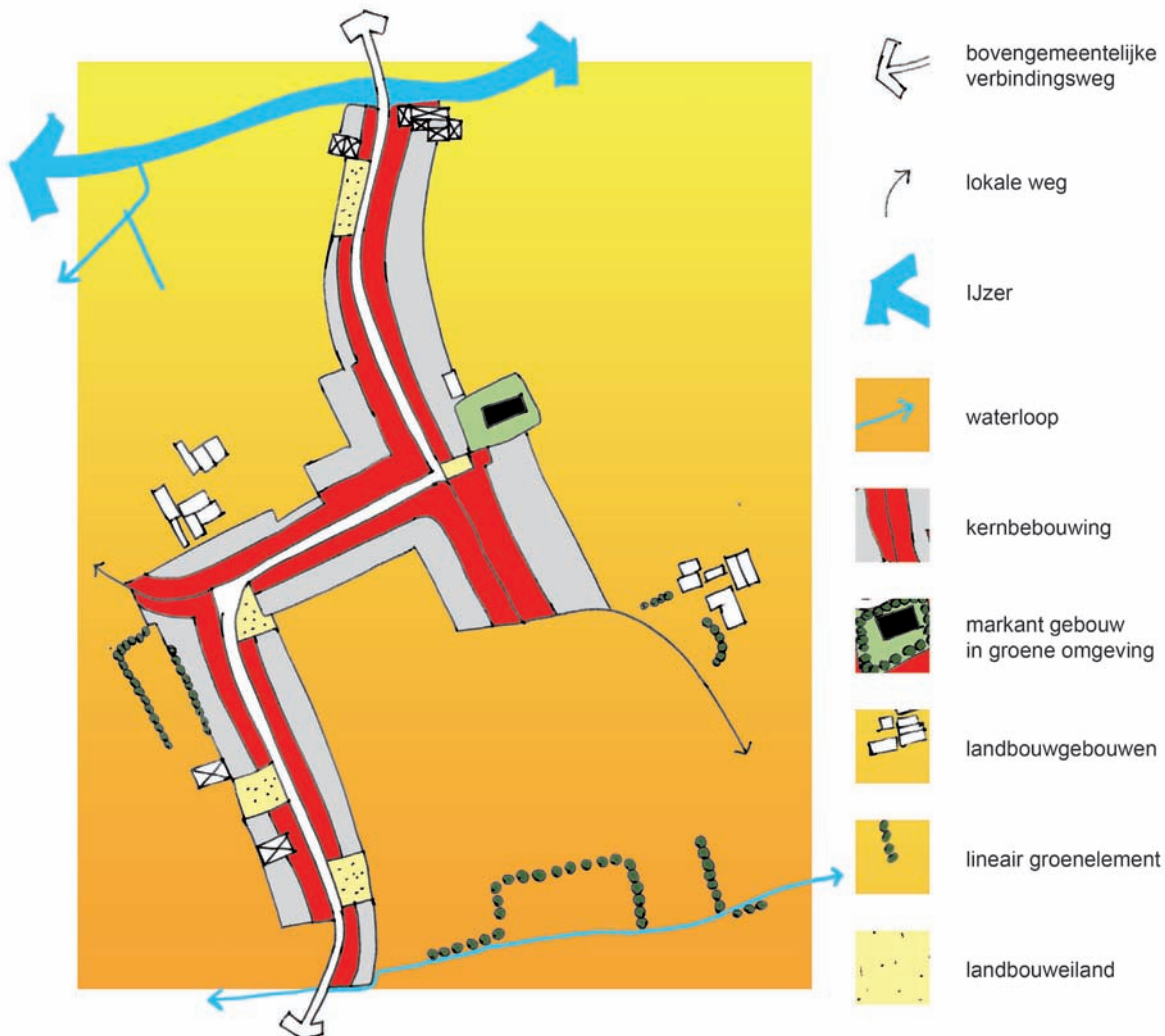 bovengemeentelijke
verbindingsweg
lokale weg
IJzer
waterloop
kernbebouwing
markant gebouw
in groene omgeving
landbouwgebouwen
lineair groenelement
landbouweiland